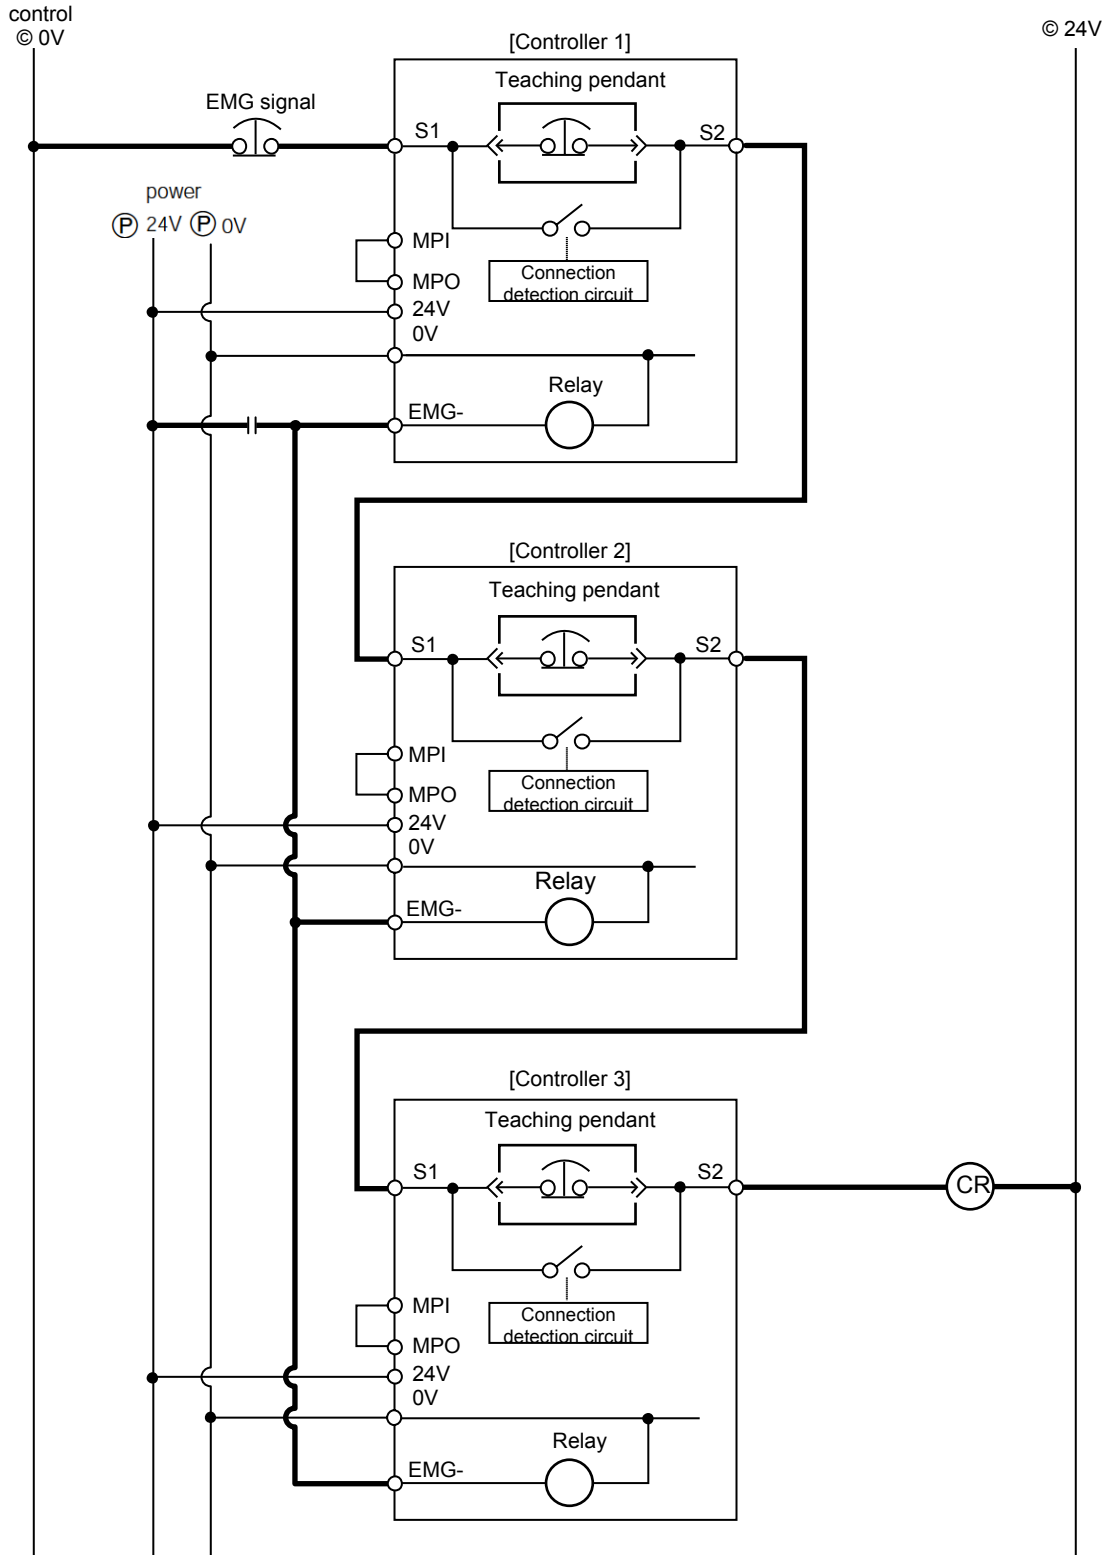 control
© 0V
© 24V
[Controller 1]
Teaching pendant
EMG signal
S1
S2
power
Ⓟ 24V Ⓟ 0V
MPI
MPO
24V
0V
Connection
detection circuit
Relay
EMG-
[Controller 2]
Teaching pendant
S1
S2
MPI
MPO
24V
0V
Connection
detection circuit
Relay
EMG-
[Controller 3]
Teaching pendant
S1
S2
CR
MPI
MPO
24V
0V
Connection
detection circuit
Relay
EMG-